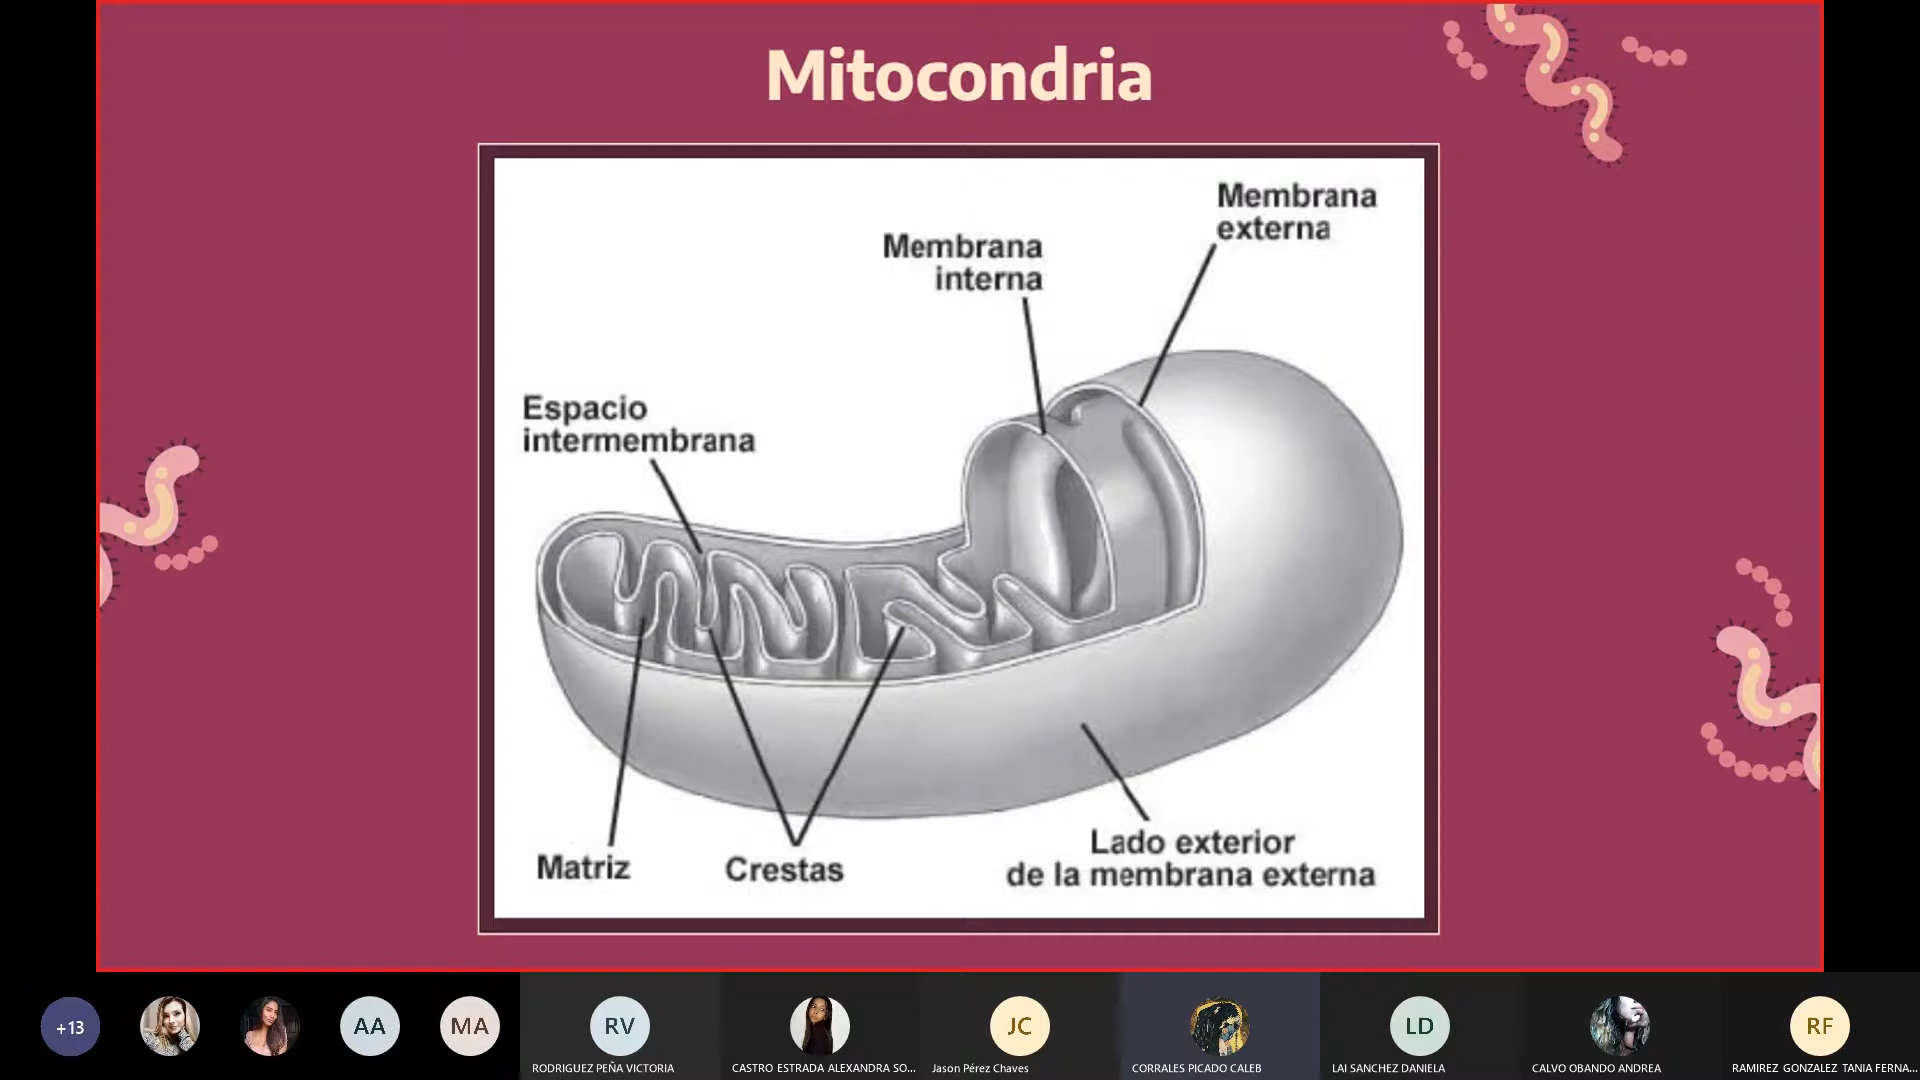 Mitocondria
Membrana
externa
Membrana
interna
Espacio
intermembrana
Matriz
Crestas
Lado exterior
de la membrana externa
+13
AA
MA
RV
JC
LD
RF
RODRIGUEZ PEÑA VICTORIA
CASTRO ESTRADA ALEXANDRA SO...
Jason Pérez Chaves
CORRALES PICADO CALEB
LAI SANCHEZ DANIELA
CALVO OBANDO ANDREA
RAMIREZ GONZALEZ TANIA FERNA...